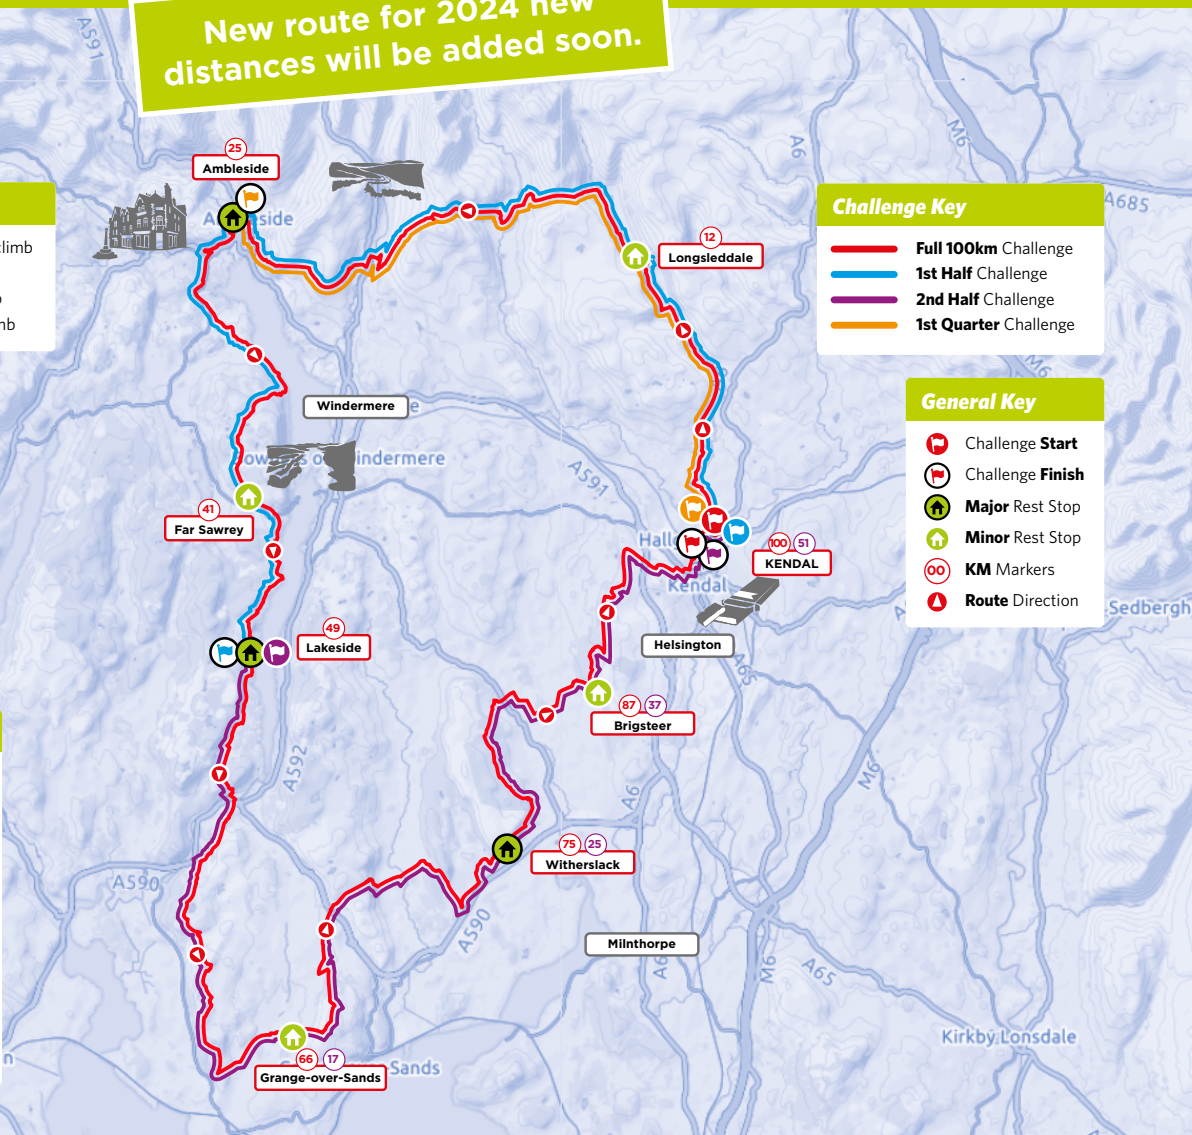 New route for 2024 new
distances will be added soon.
A591
M6
A6
A685
25
Ambleside
12
Longsleddale
Challenge Key
Full 100km Challenge
1st Half Challenge
2nd Half Challenge
1st Quarter Challenge
M6
General Key
Challenge Start
Challenge Finish
Major Rest Stop
Minor Rest Stop
00 KM Markers
Route Direction
Windermere
A591
41
Far Sawrey
100 51
KENDAL
Kendal
Sedbergh
49
Lakeside
Helsington
A65
87 37
Brigsteer
A592
M6
A6
75 25
Witherslack
A590
A590
Milnthorpe
A6
M6
A65
Kirkby Lonsdale
66 17
Grange-over-Sands
Sands